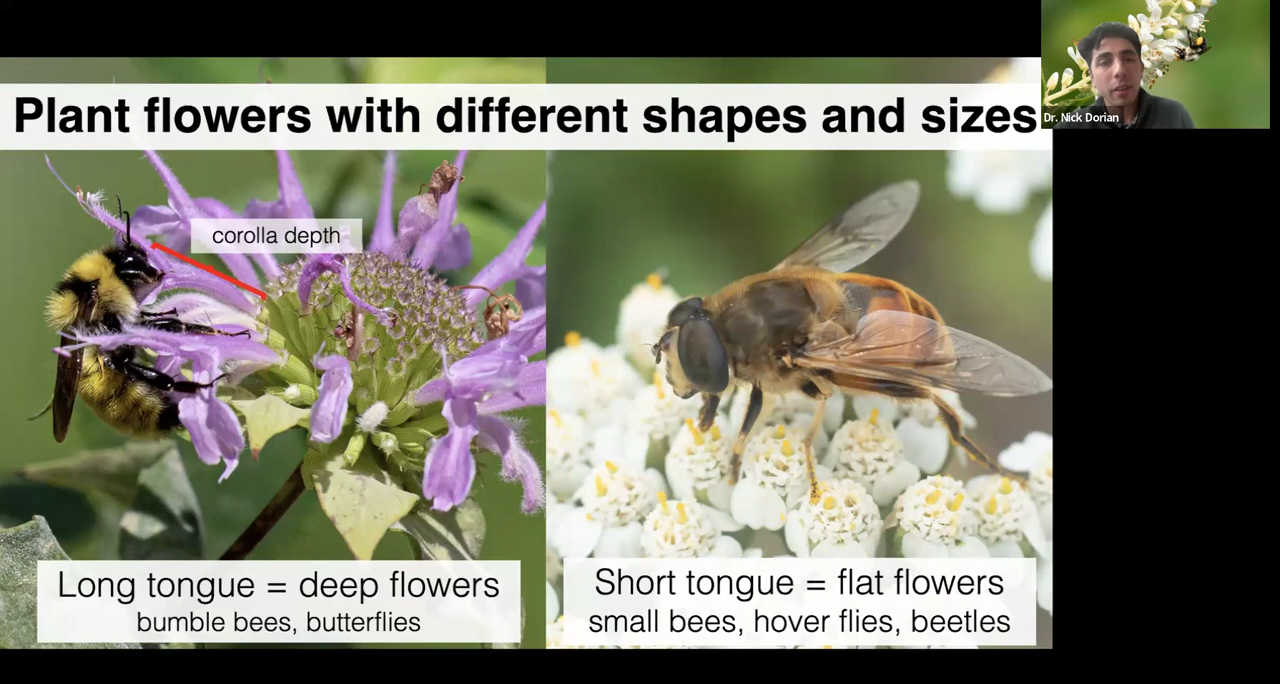 Plant flowers with different shapes and sizes
Dr. Nick Dorian
corolla depth
Long tongue = deep flowers
bumble bees, butterflies
Short tongue = flat flowers
small bees, hover flies, beetles